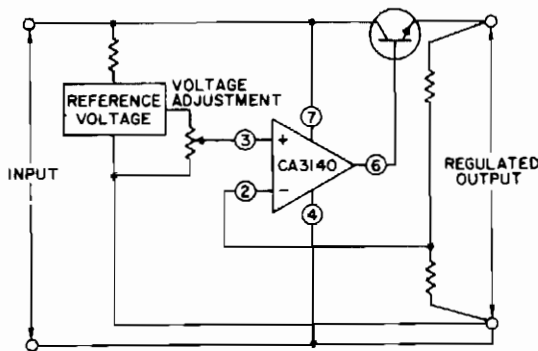 VOLTAGE
ADJUSTMENT
REFERENCE
VOLTAGE
7
3
+
CA3140
6
INPUT
REGULATED
OUTPUT
2
−
4